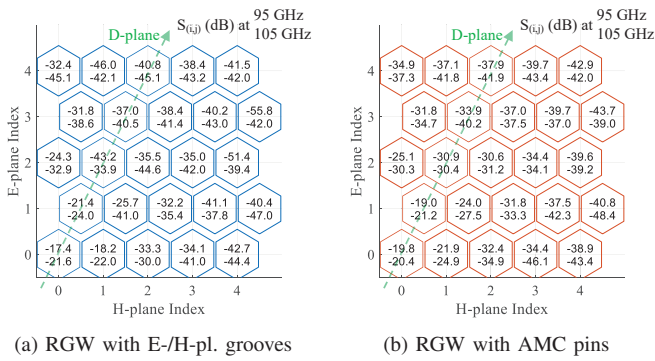 D-plane
S(i,j) (dB) at 95 GHz
105 GHz
E-plane Index
4
-32.4 -46.0 -40.8 -38.4 -41.5
-45.1 -42.1 -45.1 -43.2 -42.0
3
-31.8 -37.0 -38.4 -40.2 -55.8
-38.6 -40.5 -41.4 -43.0 -42.0
2
-24.3 -43.2 -35.5 -35.0 -51.4
-32.9 -33.9 -44.6 -42.0 -39.4
1
-25.7 -32.2 -41.1 -40.4
-24.0 -41.0 -35.4 -37.8 -47.0
0
-17.4 -18.2 -33.3 -34.1 -42.7
-21.6 -22.0 -30.0 -41.0 -44.4
0 1 2 3 4
H-plane Index
(a) RGW with E-/H-pl. grooves
D-plane
S(i,j) (dB) at 95 GHz
105 GHz
E-plane Index
4
-34.9 -37.1 -37.9 -39.7 -42.9
-37.3 -41.8 -41.9 -43.4 -42.0
3
-31.8 -33.9 -37.0 -39.7 -43.7
-34.7 -40.2 -37.5 -37.0 -39.0
2
-25.1 -30.9 -30.6 -34.4 -39.6
-30.3 -30.4 -31.2 -34.1 -39.2
1
-24.0 -31.8 -37.5 -40.8
-21.2 -27.5 -33.3 -42.3 -48.4
0
-19.8 -21.9 -32.4 -34.4 -38.9
-20.4 -24.9 -34.9 -46.1 -43.4
0 1 2 3 4
H-plane Index
(b) RGW with AMC pins